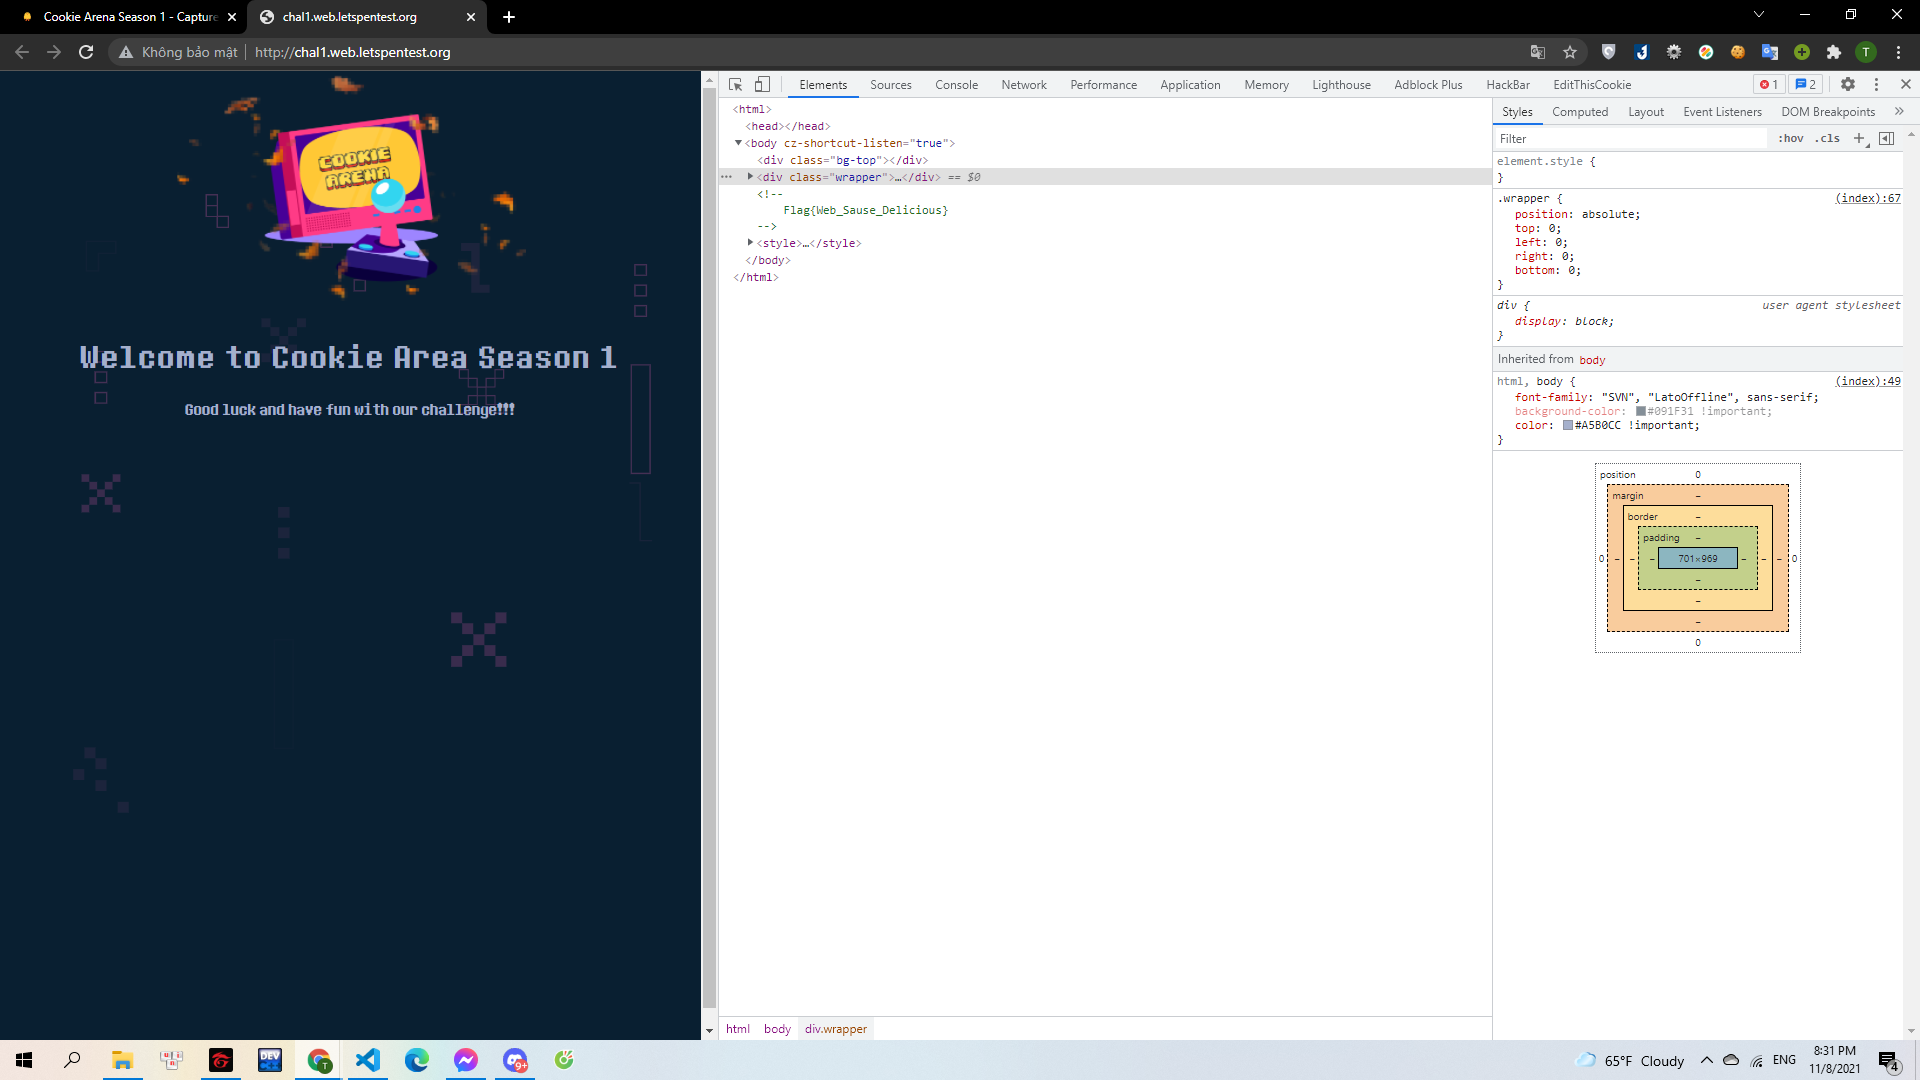 Cookie Arena Season 1 - Capture
chal1.web.letspentest.org
Không bảo mật
http://chal1.web.letspentest.org
T
COOKIE
ARENA
Welcome to Cookie Area Season 1
Good luck and have fun with our challenge!!!
Elements
Sources
Console
Network
Performance
Application
Memory
Lighthouse
Adblock Plus
HackBar
EditThisCookie
1
2
<html>
<head></head>
<body cz-shortcut-listen="true">
<div class="bg-top"></div>
<div class="wrapper">…</div> == $0
<!--
Flag{Web_Sause_Delicious}
-->
<style>…</style>
</body>
</html>
html
body
div.wrapper
Styles
Computed
Layout
Event Listeners
DOM Breakpoints
Filter
:hov
.cls
element.style {
}
.wrapper {
(index):67
position: absolute;
top: 0;
left: 0;
right: 0;
bottom: 0;
}
div {
user agent stylesheet
display: block;
}
Inherited from body
html, body {
(index):49
font-family: "SVN", "LatoOffline", sans-serif;
background-color: #091F31 !important;
color: #A5B0CC !important;
}
position
0
margin
-
border
-
padding
-
0 - - - 701×969 - - - 0
-
-
-
0
DEV
T
9+
65°F Cloudy
ENG
8:31 PM
11/8/2021
4